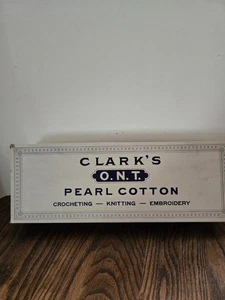 CLARK'S
O.N.T.
PEARL COTTON
CROCHETING — KNITTING — EMBROIDERY